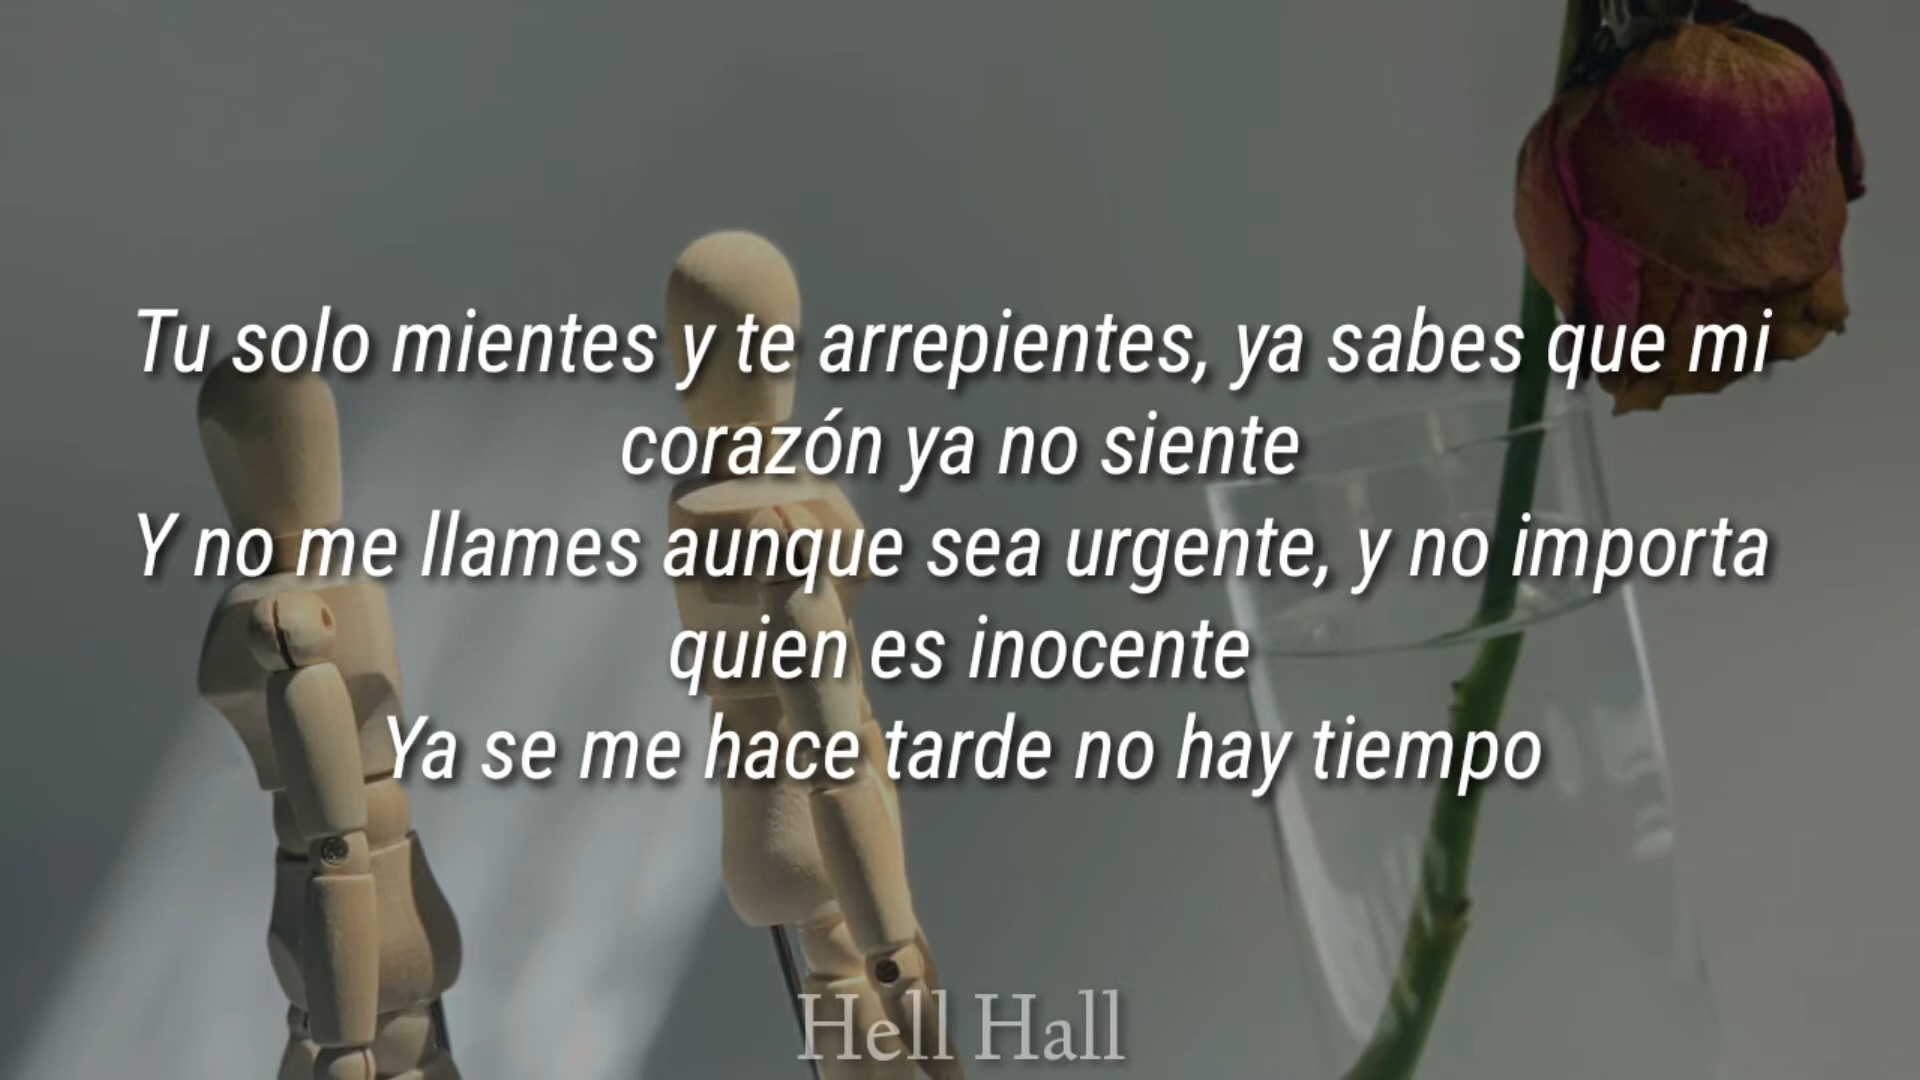 Tu solo mientes y te arrepientes, ya sabes que mi
corazón ya no siente
Y no me llames aunque sea urgente, y no importa
quien es inocente
Ya se me hace tarde no hay tiempo
Hell Hall